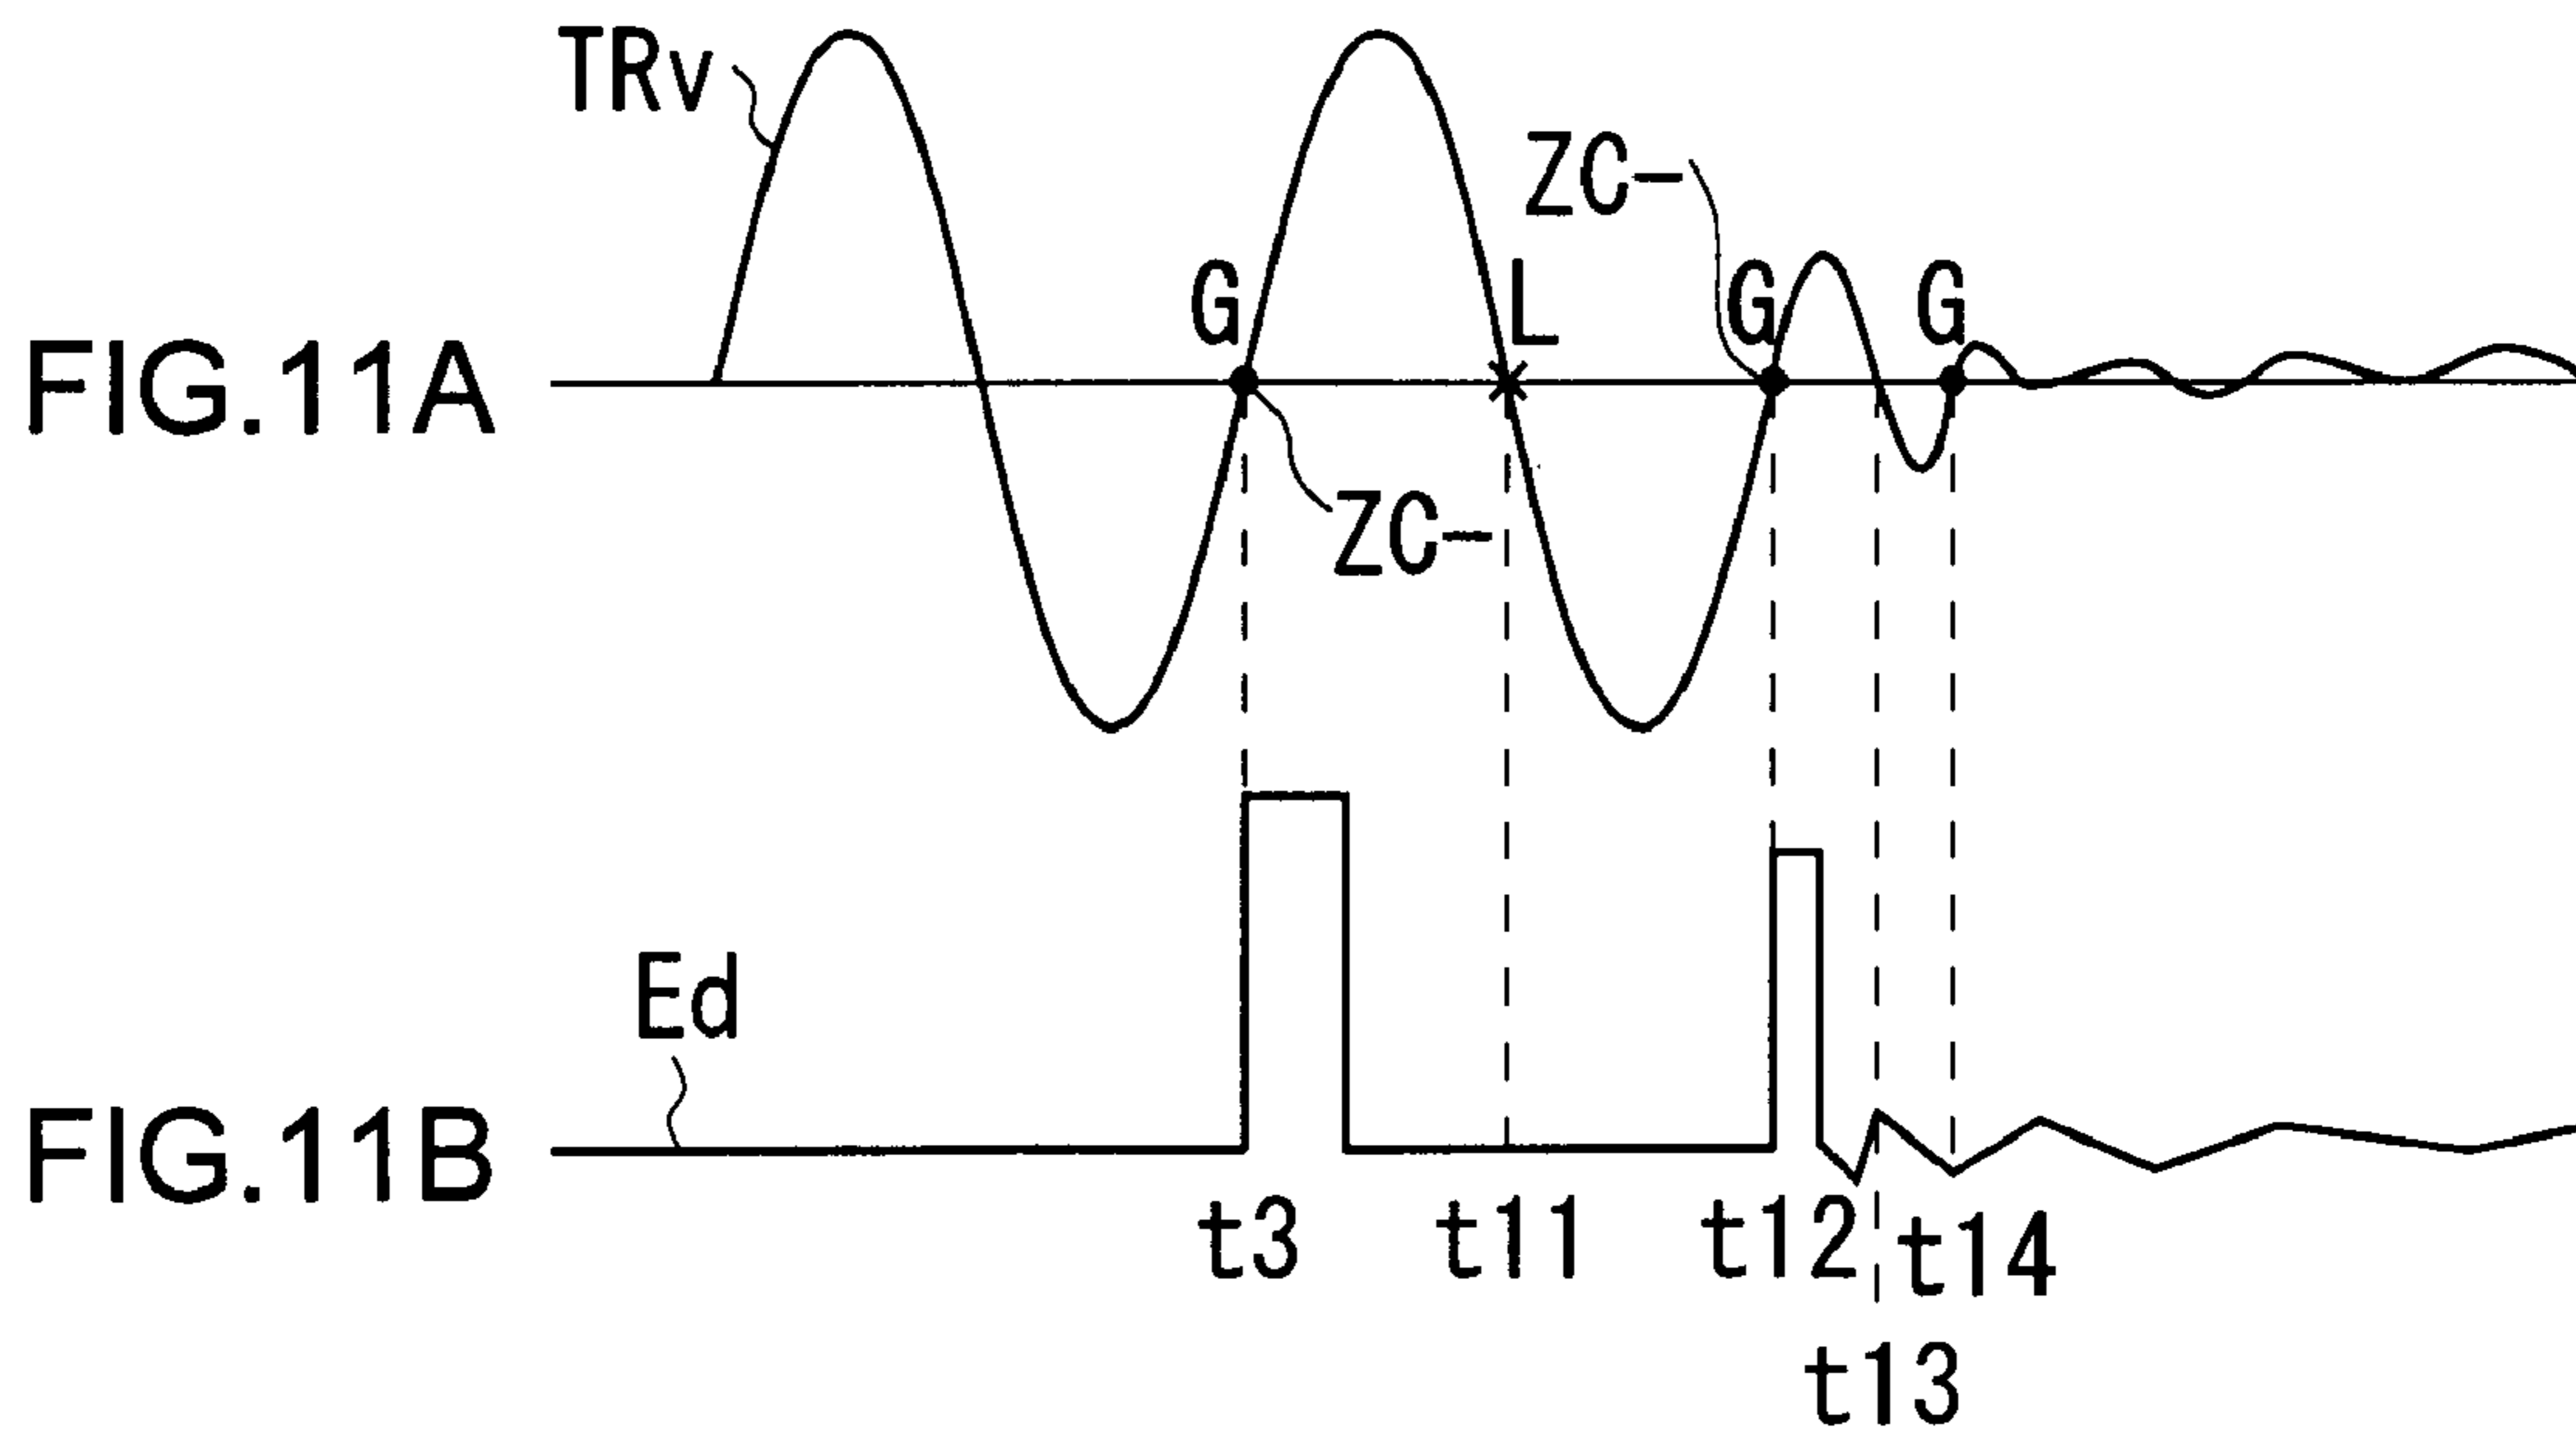 TRv
ZC-
G
L
G
G
FIG.11A
ZC-
Ed
FIG.11B
t3
t11
t12
t14
t13